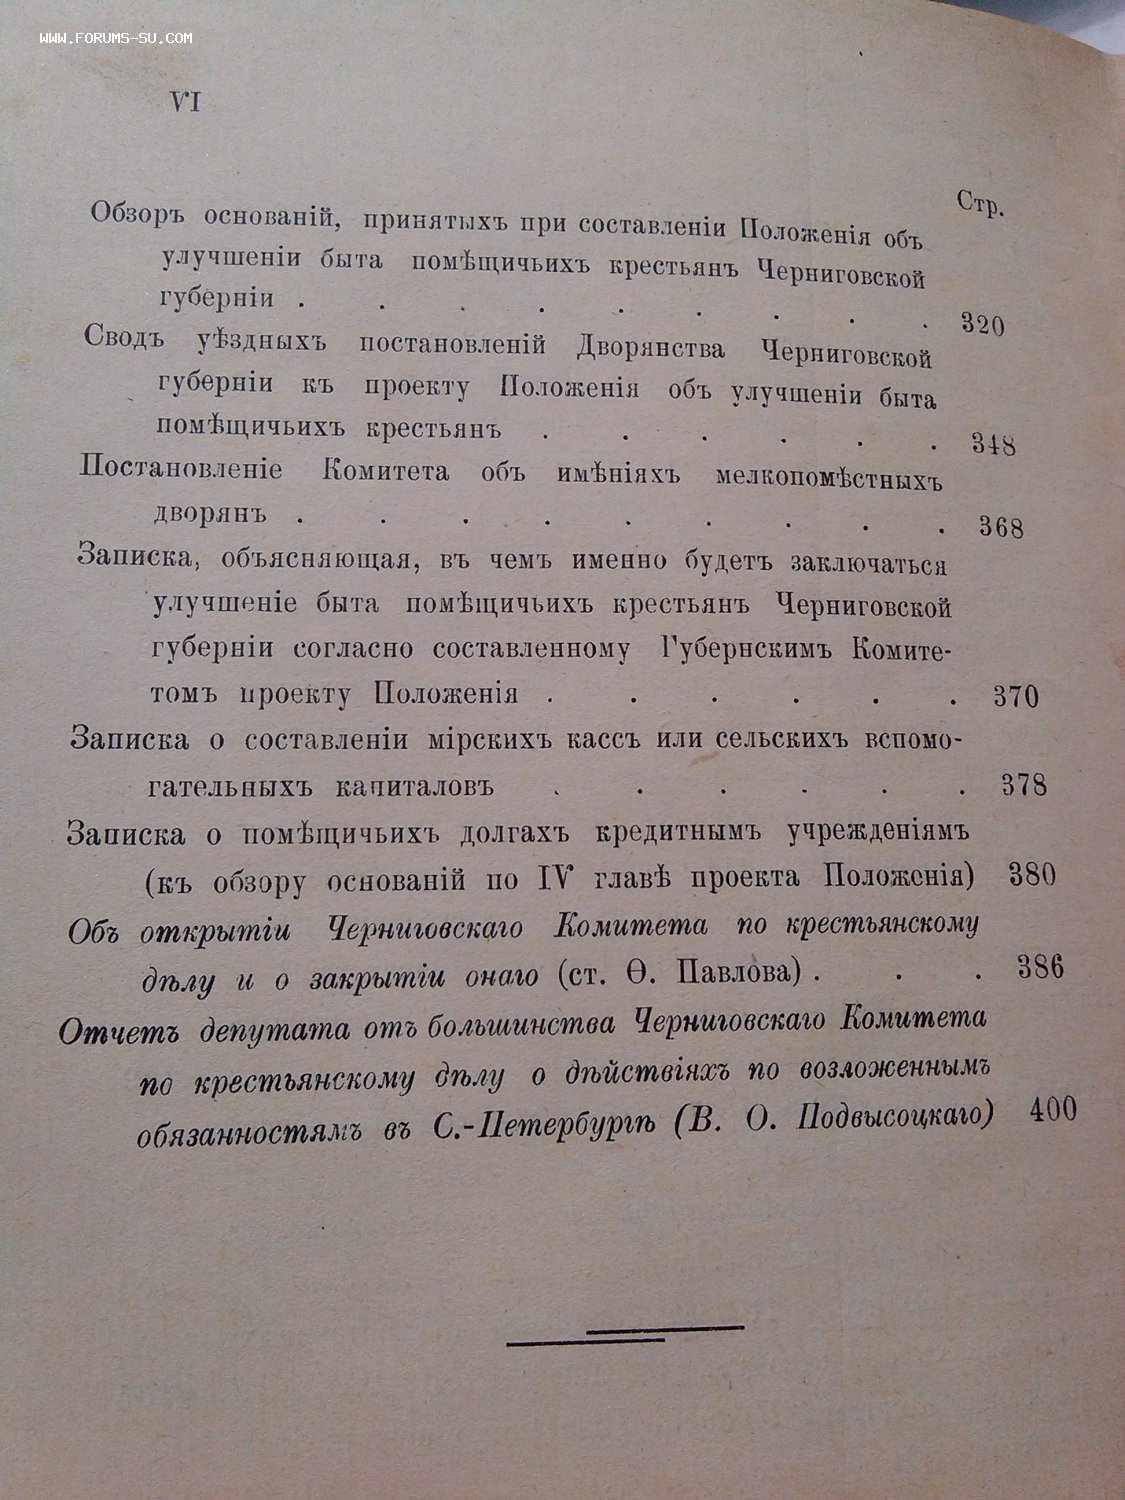 WWW.FORUMS-SU.COM
VI
Стр.
Обзоръ основаній, принятыхъ при составленіи Положенія объ
улучшеніи быта помѣщичьихъ крестьянъ Черниговской
губерніи . . . . . . . . . 320
Сводъ уѣздныхъ постановленій Дворянства Черниговской
губерніи къ проекту Положенія объ улучшеніи быта
помѣщичьихъ крестьянъ . . . . . . 348
Постановленіе Комитета объ имѣніяхъ мелкопомѣстныхъ
дворянъ . . . . . . . . . 368
Записка, объясняющая, въ чемъ именно будетъ заключаться
улучшеніе быта помѣщичьихъ крестьянъ Черниговской
губерніи согласно составленному Губернскимъ Комите-
томъ проекту Положенія . . . . . . 370
Записка о составленіи мірскихъ кассъ или сельскихъ вспомо-
гательныхъ капиталовъ . . . . . . 378
Записка о помѣщичьихъ долгахъ кредитнымъ учрежденіямъ
(къ обзору основаній по IV главѣ проекта Положенія) 380
Объ открытіи Черниговскаго Комитета по крестьянскому
дѣлу и о закрытіи онаго (ст. Ѳ. Павлова) . . . 386
Отчетъ депутата отъ большинства Черниговскаго Комитета
по крестьянскому дѣлу о дѣйствіяхъ по возложеннымъ
обязанностямъ въ С.-Петербургѣ (В. О. Подвысоцкаго) 400